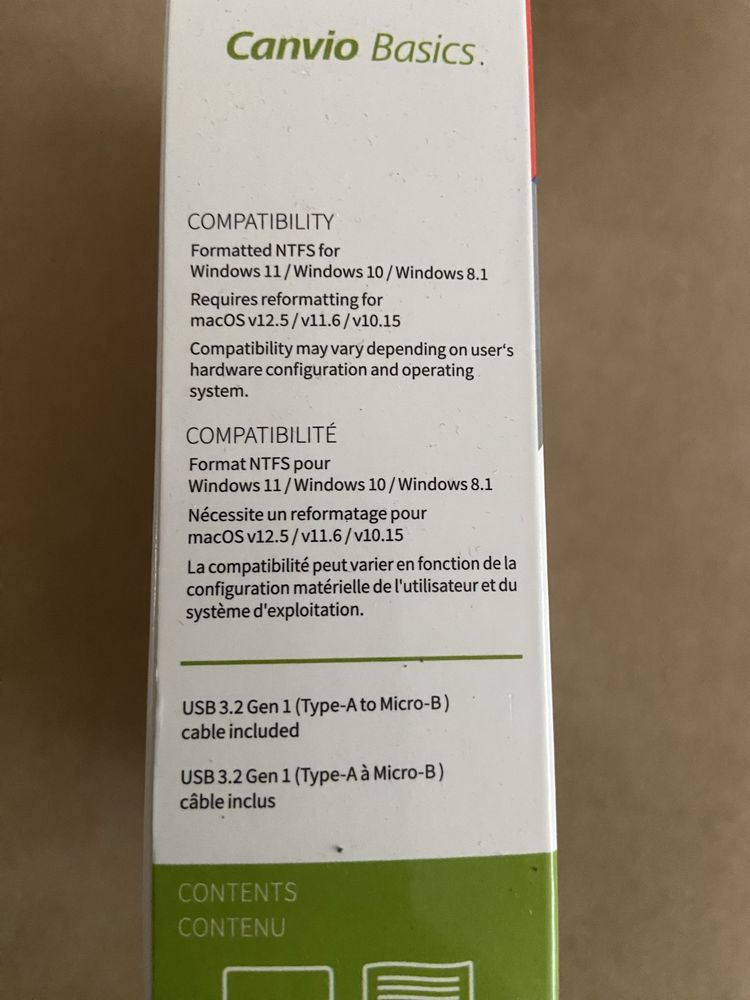 Canvio Basics.
COMPATIBILITY
Formatted NTFS for
Windows 11 / Windows 10 / Windows 8.1
Requires reformatting for
macOS v12.5 / v11.6 / v10.15
Compatibility may vary depending on user‘s
hardware configuration and operating
system.
COMPATIBILITÉ
Format NTFS pour
Windows 11 / Windows 10 / Windows 8.1
Nécessite un reformatage pour
macOS v12.5 / v11.6 / v10.15
La compatibilité peut varier en fonction de la
configuration matérielle de l'utilisateur et du
système d'exploitation.
USB 3.2 Gen 1 (Type-A to Micro-B )
cable included
USB 3.2 Gen 1 (Type-A à Micro-B )
câble inclus
CONTENTS
CONTENU